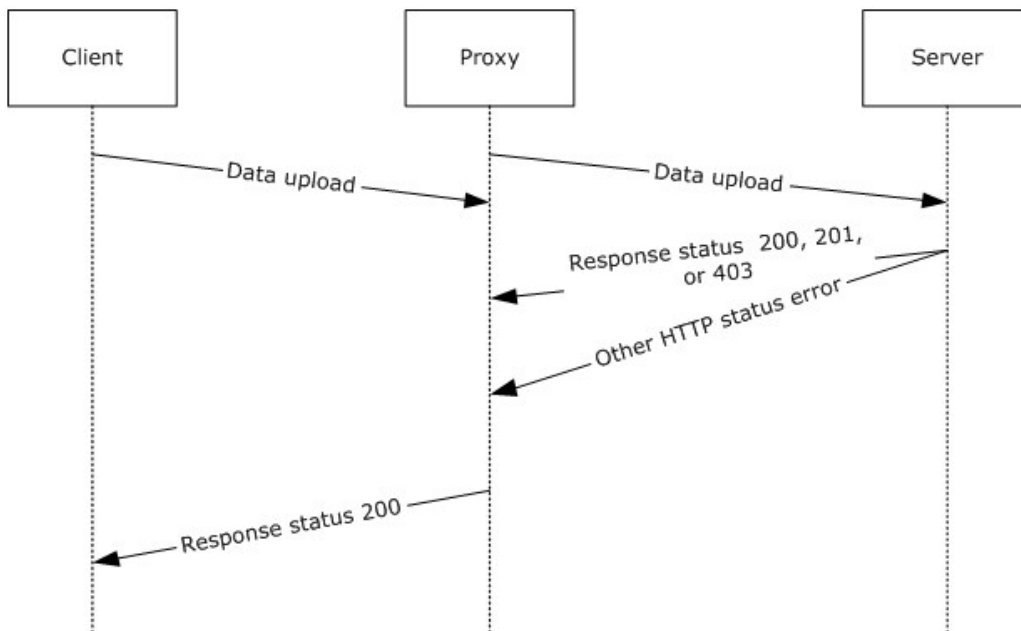 Client
Proxy
Server
Data upload
Data upload
Response status 200, 201,
or 403
Other HTTP status error
Response status 200